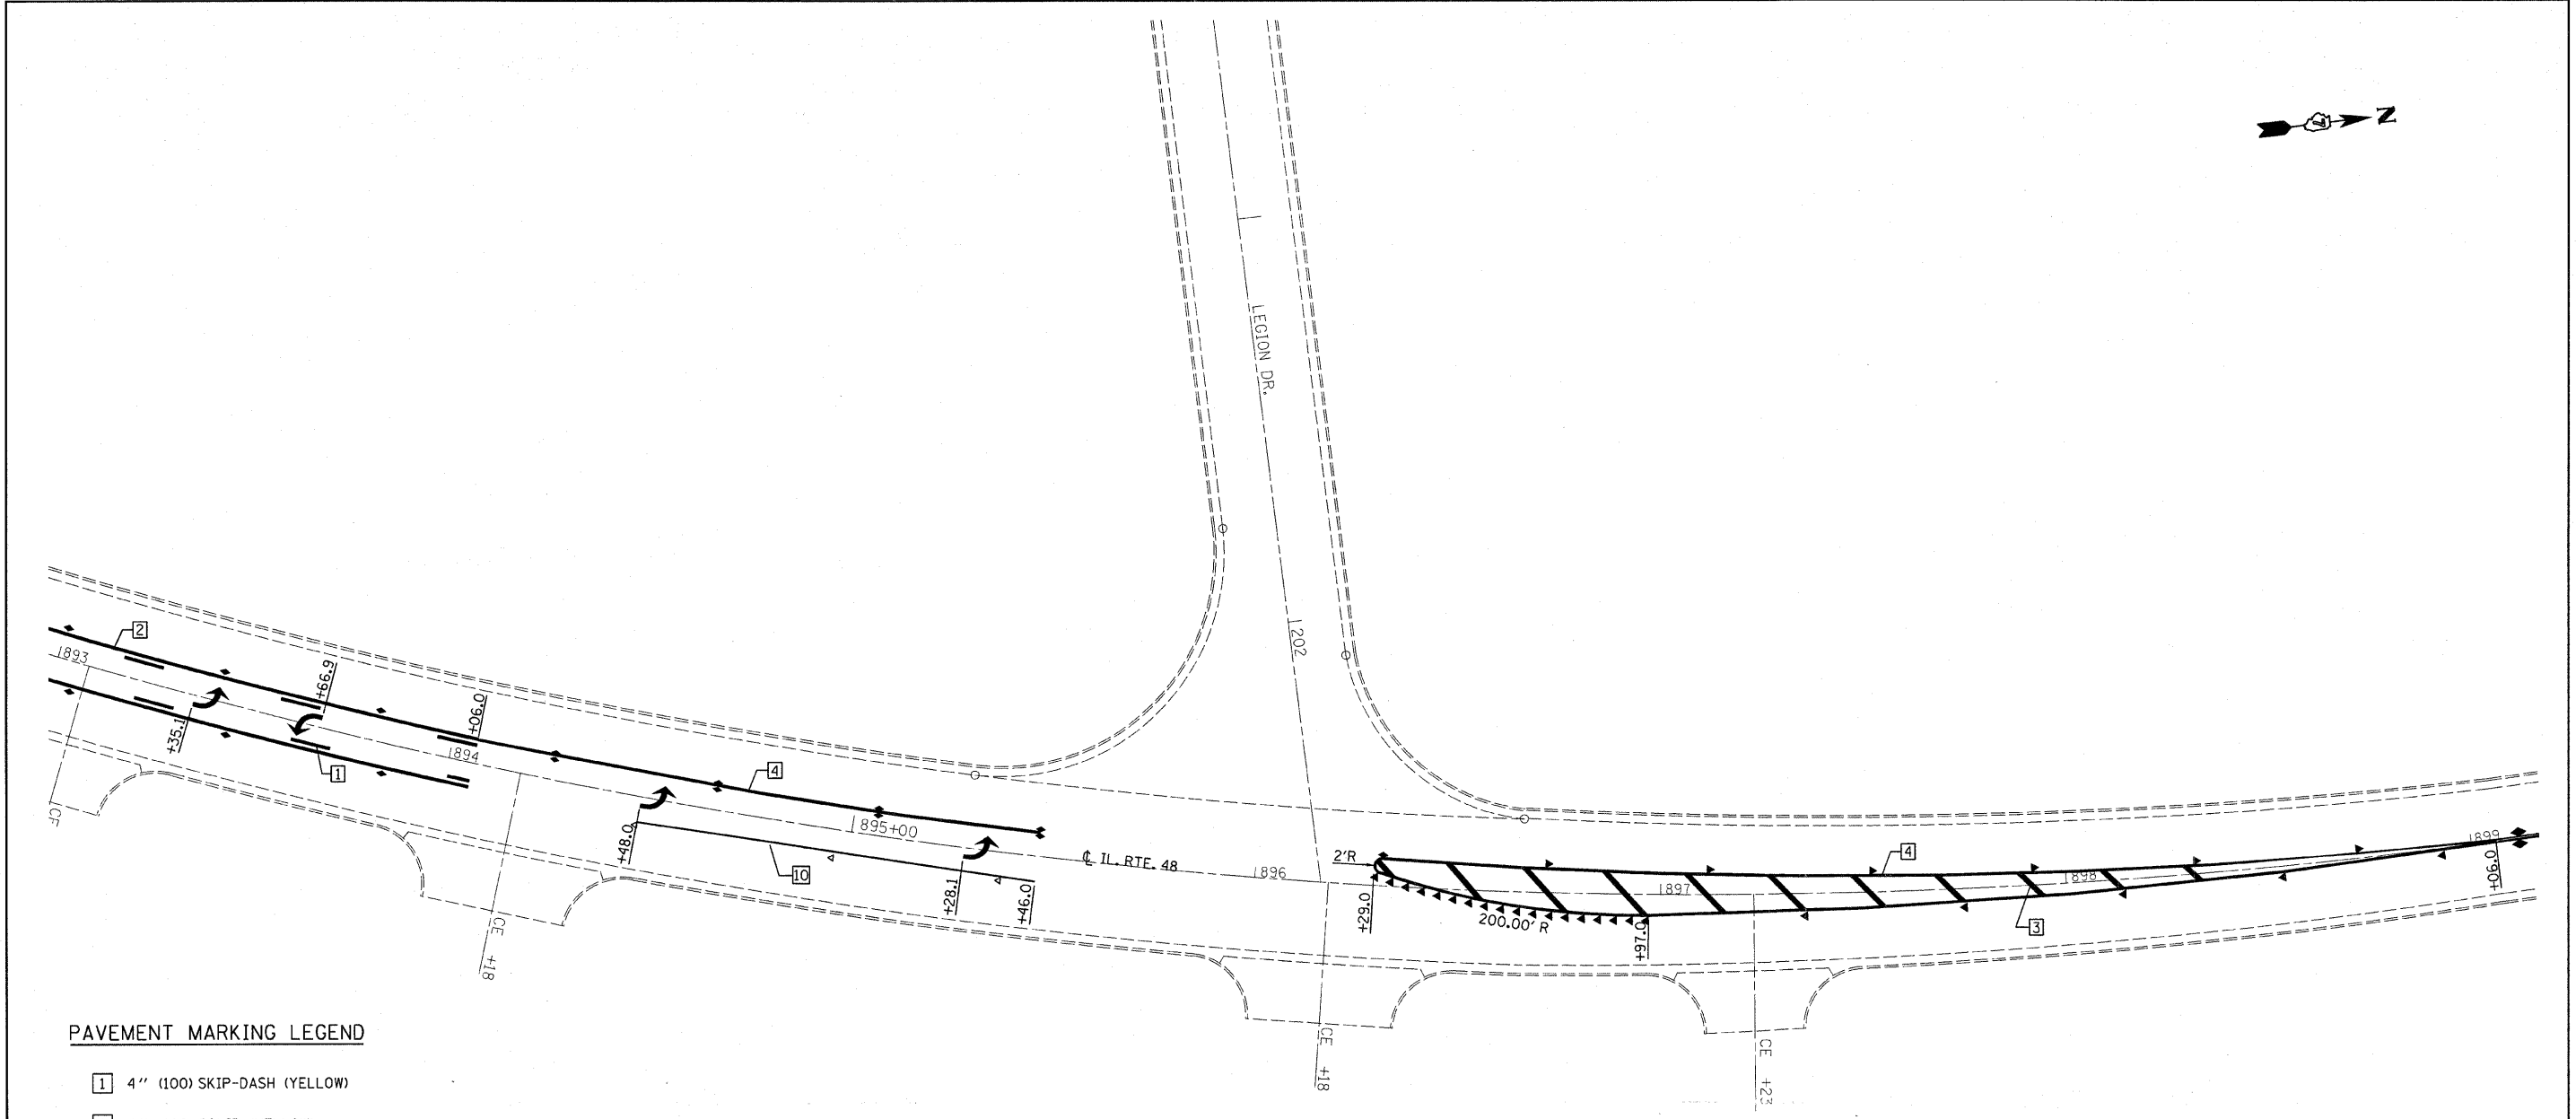 N
LEGION DR.
1202
2
1893
+66.9
+06.0
+35.1
1
1894
4
CE
+48.0
895+00
10
+28.1
+46.0
℄ IL. RTE. 48
1896
2'R
+29.0
200.00' R
+97.0
1897
4
1898
3
1899
+06.0
CE +18
CE +18
CE +23
PAVEMENT MARKING LEGEND
1 4" (100) SKIP-DASH (YELLOW)